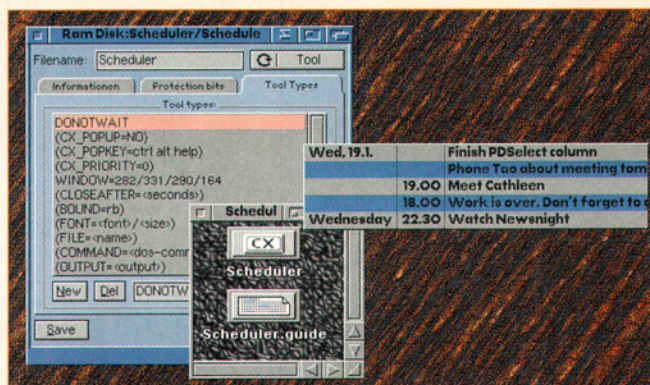 Ram Disk:Scheduler/Schedule
Filename: Scheduler Tool
Informationen Protection bits Tool Types
Tool types:
DONOTWAIT
(CX_POPUP=NO)
(CX_POPKEY=ctrl alt help)
(CX_PRIORITY=0)
WINDOW=282/331/290/164
(CLOSEAFTER=<seconds>)
(BOUND=rb)
(FONT=<font>/<size>)
(FILE=<name>)
(COMMAND=<dos-comm
(OUTPUT=<output>)
New Del DONOTW
Save
Wed, 19.1. Finish PDSelect column
Phone Tao about meeting tom
19.00 Meet Cathleen
18.00 Work is over. Don't forget to
Wednesday 22.30 Watch Newsnight
Schedul
CX
Scheduler
Scheduler.guide